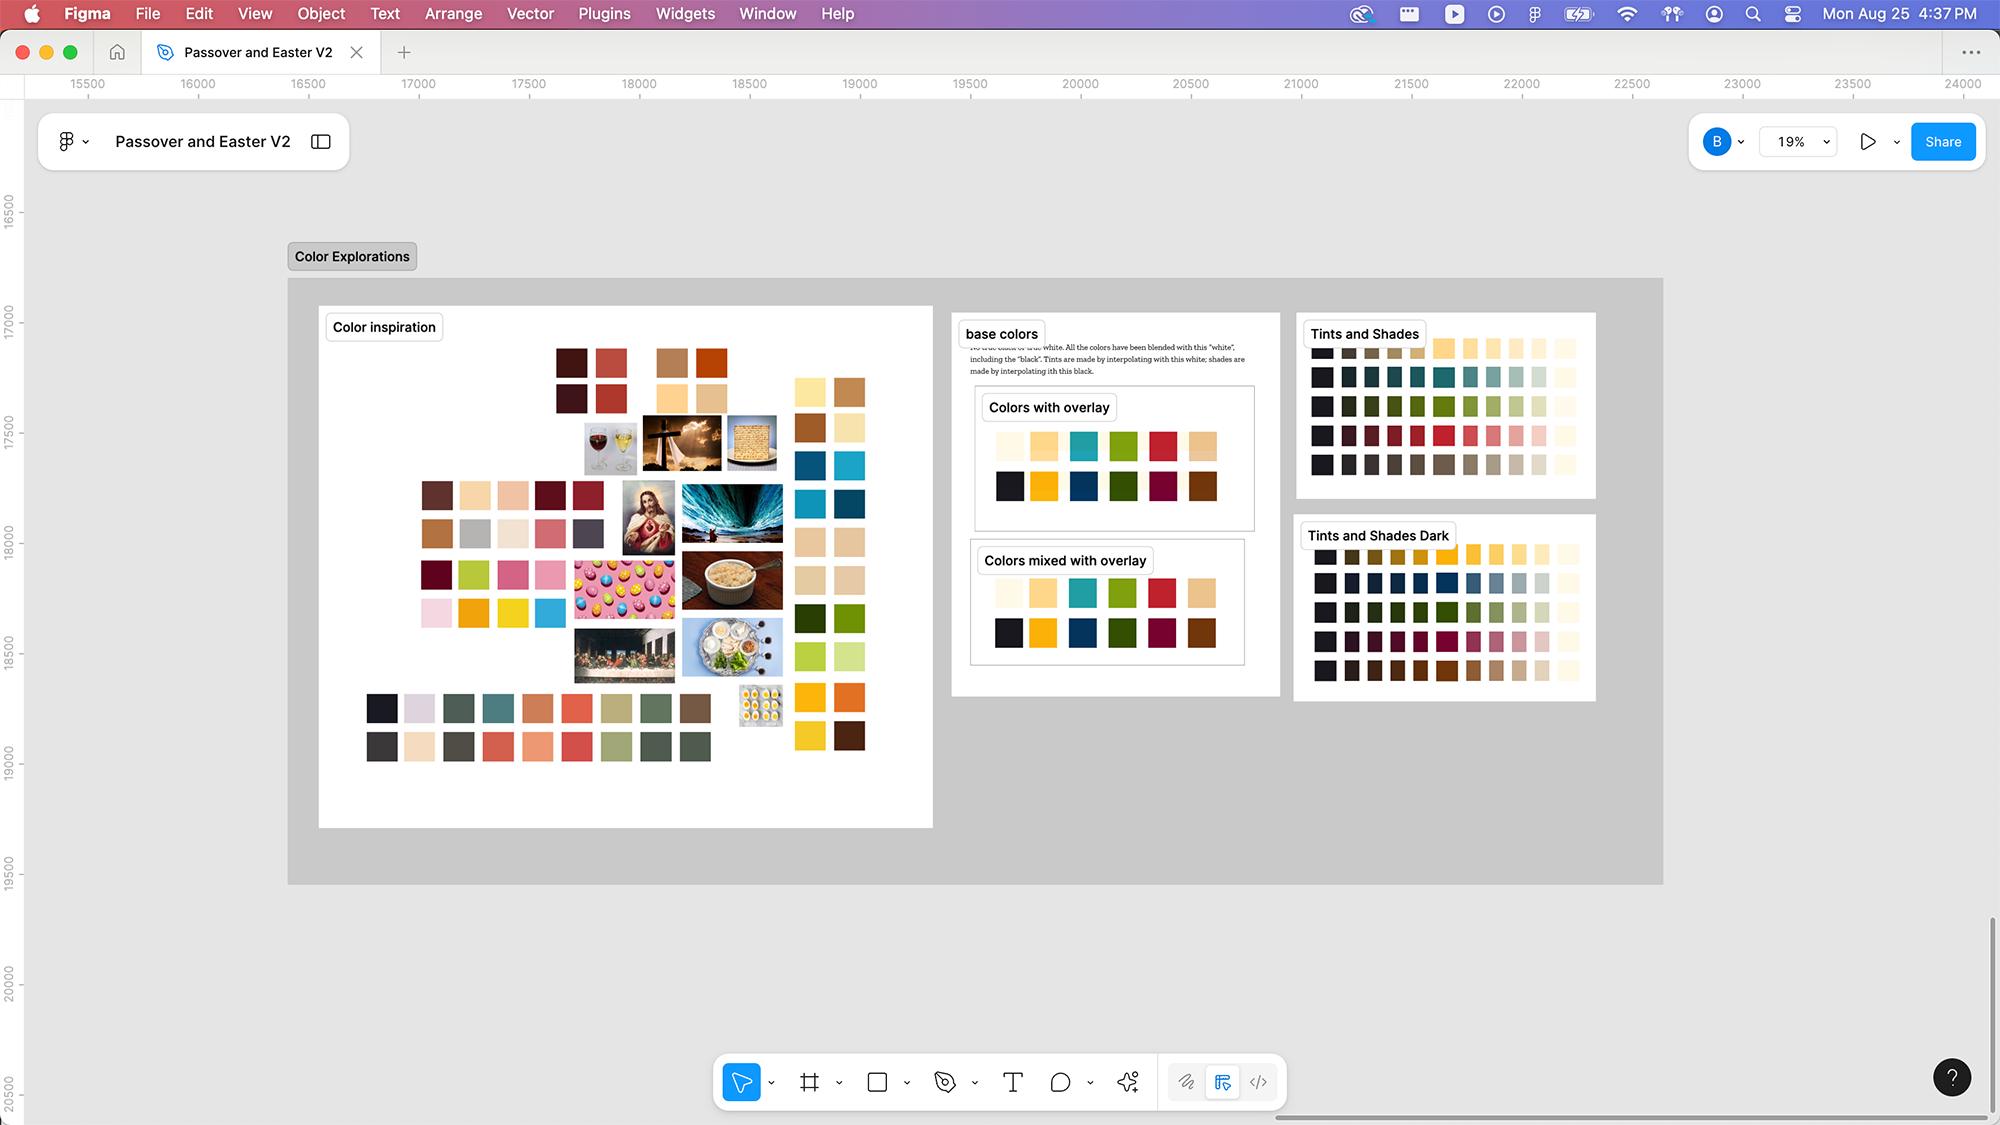 Figma File Edit View Object Text Arrange Vector Plugins Widgets Window Help Mon Aug 25 4:37 PM
Passover and Easter V2
15500 16000 16500 17000 17500 18000 18500 19000 19500 20000 20500 21000 21500 22000 22500 23000 23500 24000
Passover and Easter V2
B 19% Share
16500
17000
17500
18000
18500
19000
19500
20000
20500
Color Explorations
Color inspiration
base colors
white. All the colors have been blended with this "white",
including the "black". Tints are made by interpolating with this white; shades are
made by interpolating ith this black.
Colors with overlay
Colors mixed with overlay
Tints and Shades
Tints and Shades Dark
?